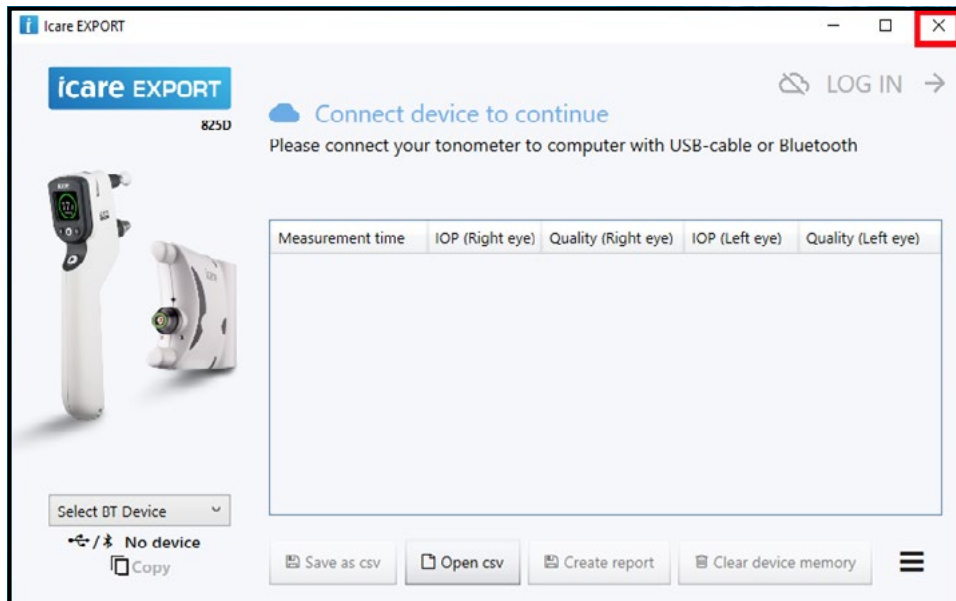 Icare EXPORT
icare EXPORT
825D
LOG IN
Connect device to continue
Please connect your tonometer to computer with USB-cable or Bluetooth
Measurement time IOP (Right eye) Quality (Right eye) IOP (Left eye) Quality (Left eye)
Select BT Device
No device
Copy
Save as csv Open csv Create report Clear device memory